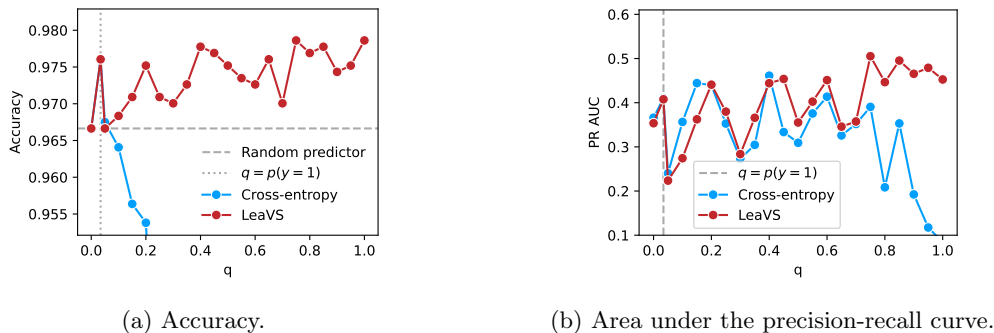 0.980
0.975
0.970
0.965
0.960
0.955
Accuracy
Random predictor
q = p(y = 1)
Cross-entropy
LeaVS
0.0 0.2 0.4 0.6 0.8 1.0
q
(a) Accuracy.
0.6
0.5
0.4
0.3
0.2
0.1
PR AUC
q = p(y = 1)
Cross-entropy
LeaVS
0.0 0.2 0.4 0.6 0.8 1.0
q
(b) Area under the precision-recall curve.